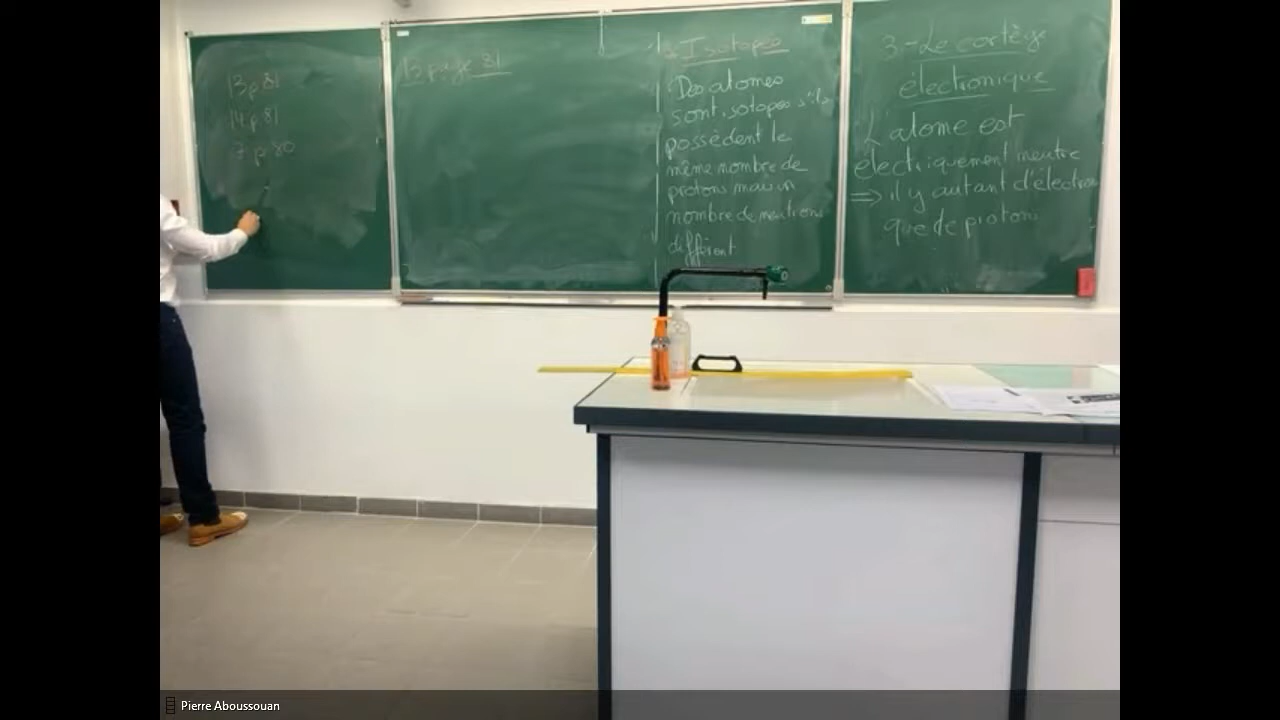 13 p 81
14 p 81
7 p 80
13 page 81
Isotopes
Des atomes
sont isotopes s'ils
possèdent le
même nombre de
protons mais un
nombre de neutrons
différent
3-Le cortège
électronique
L'atome est
électriquement neutre
⇒ il y autant d'électron
que de protons
Pierre Aboussouan